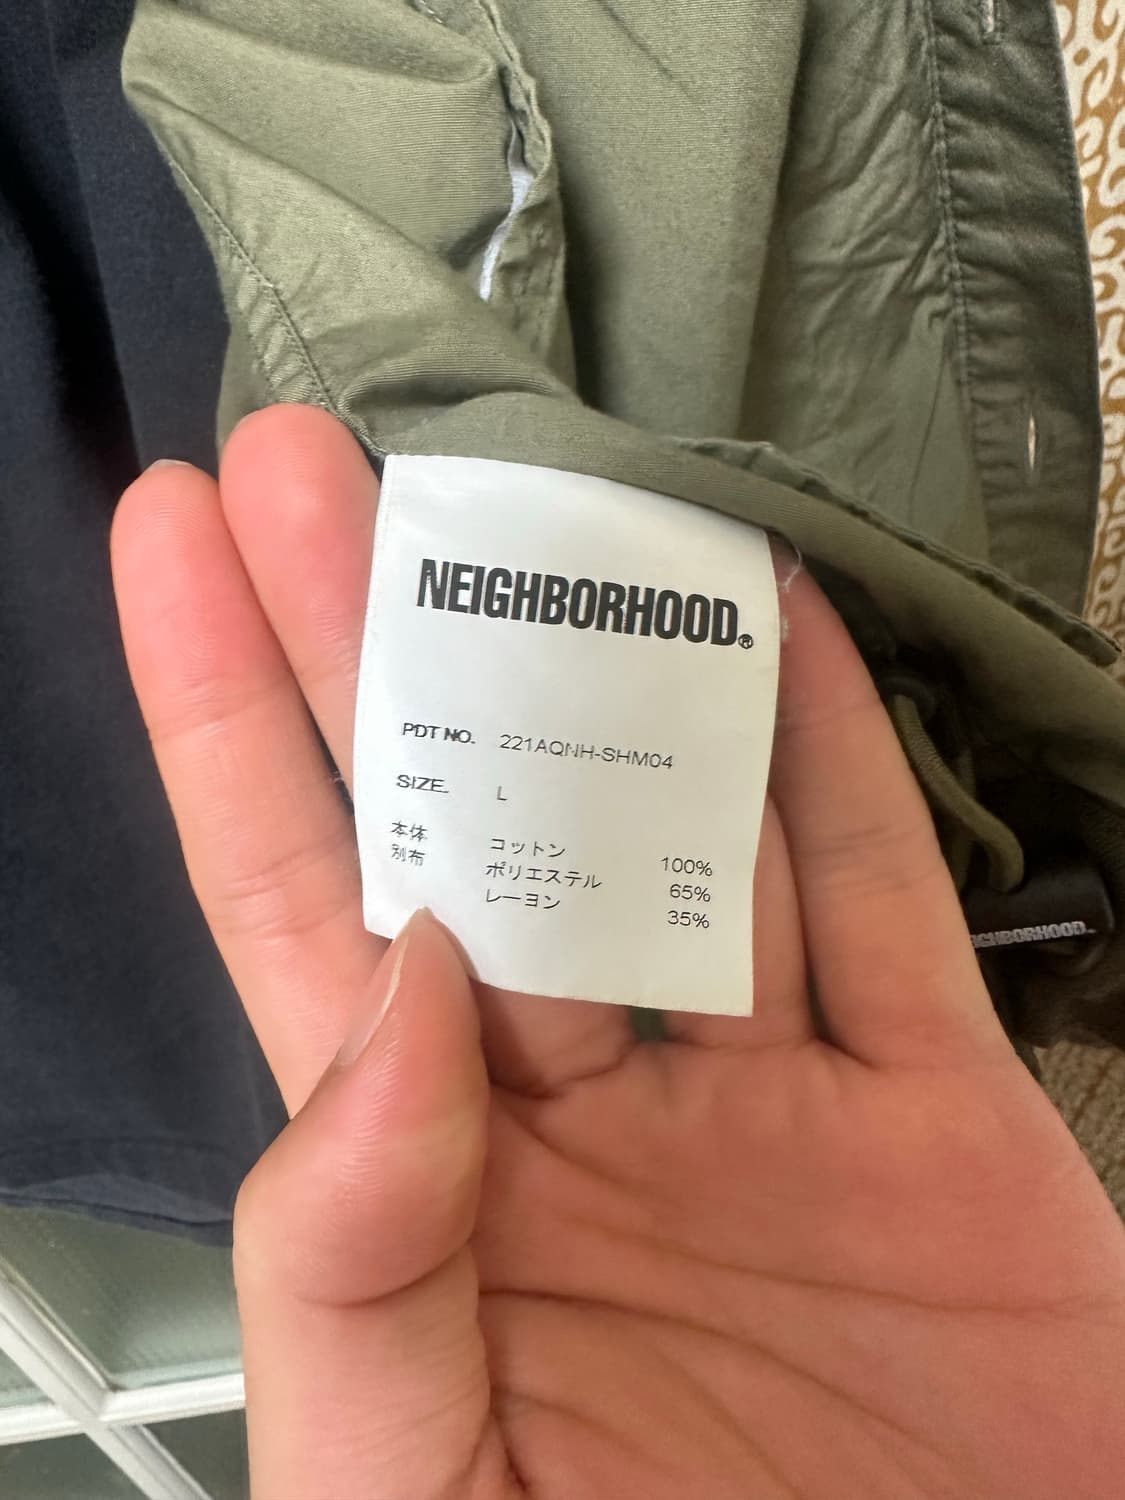 NEIGHBORHOOD®
PDT NO. 221AQNH-SHM04
SIZE. L
本体 コットン 100%
別布 ポリエステル 65%
レーヨン 35%